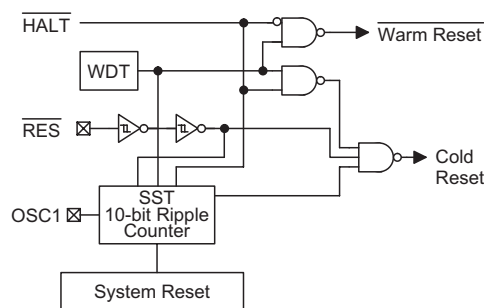 HALT
Warm Reset
WDT
RES
Cold
Reset
SST
10-bit Ripple
Counter
OSC1
System Reset